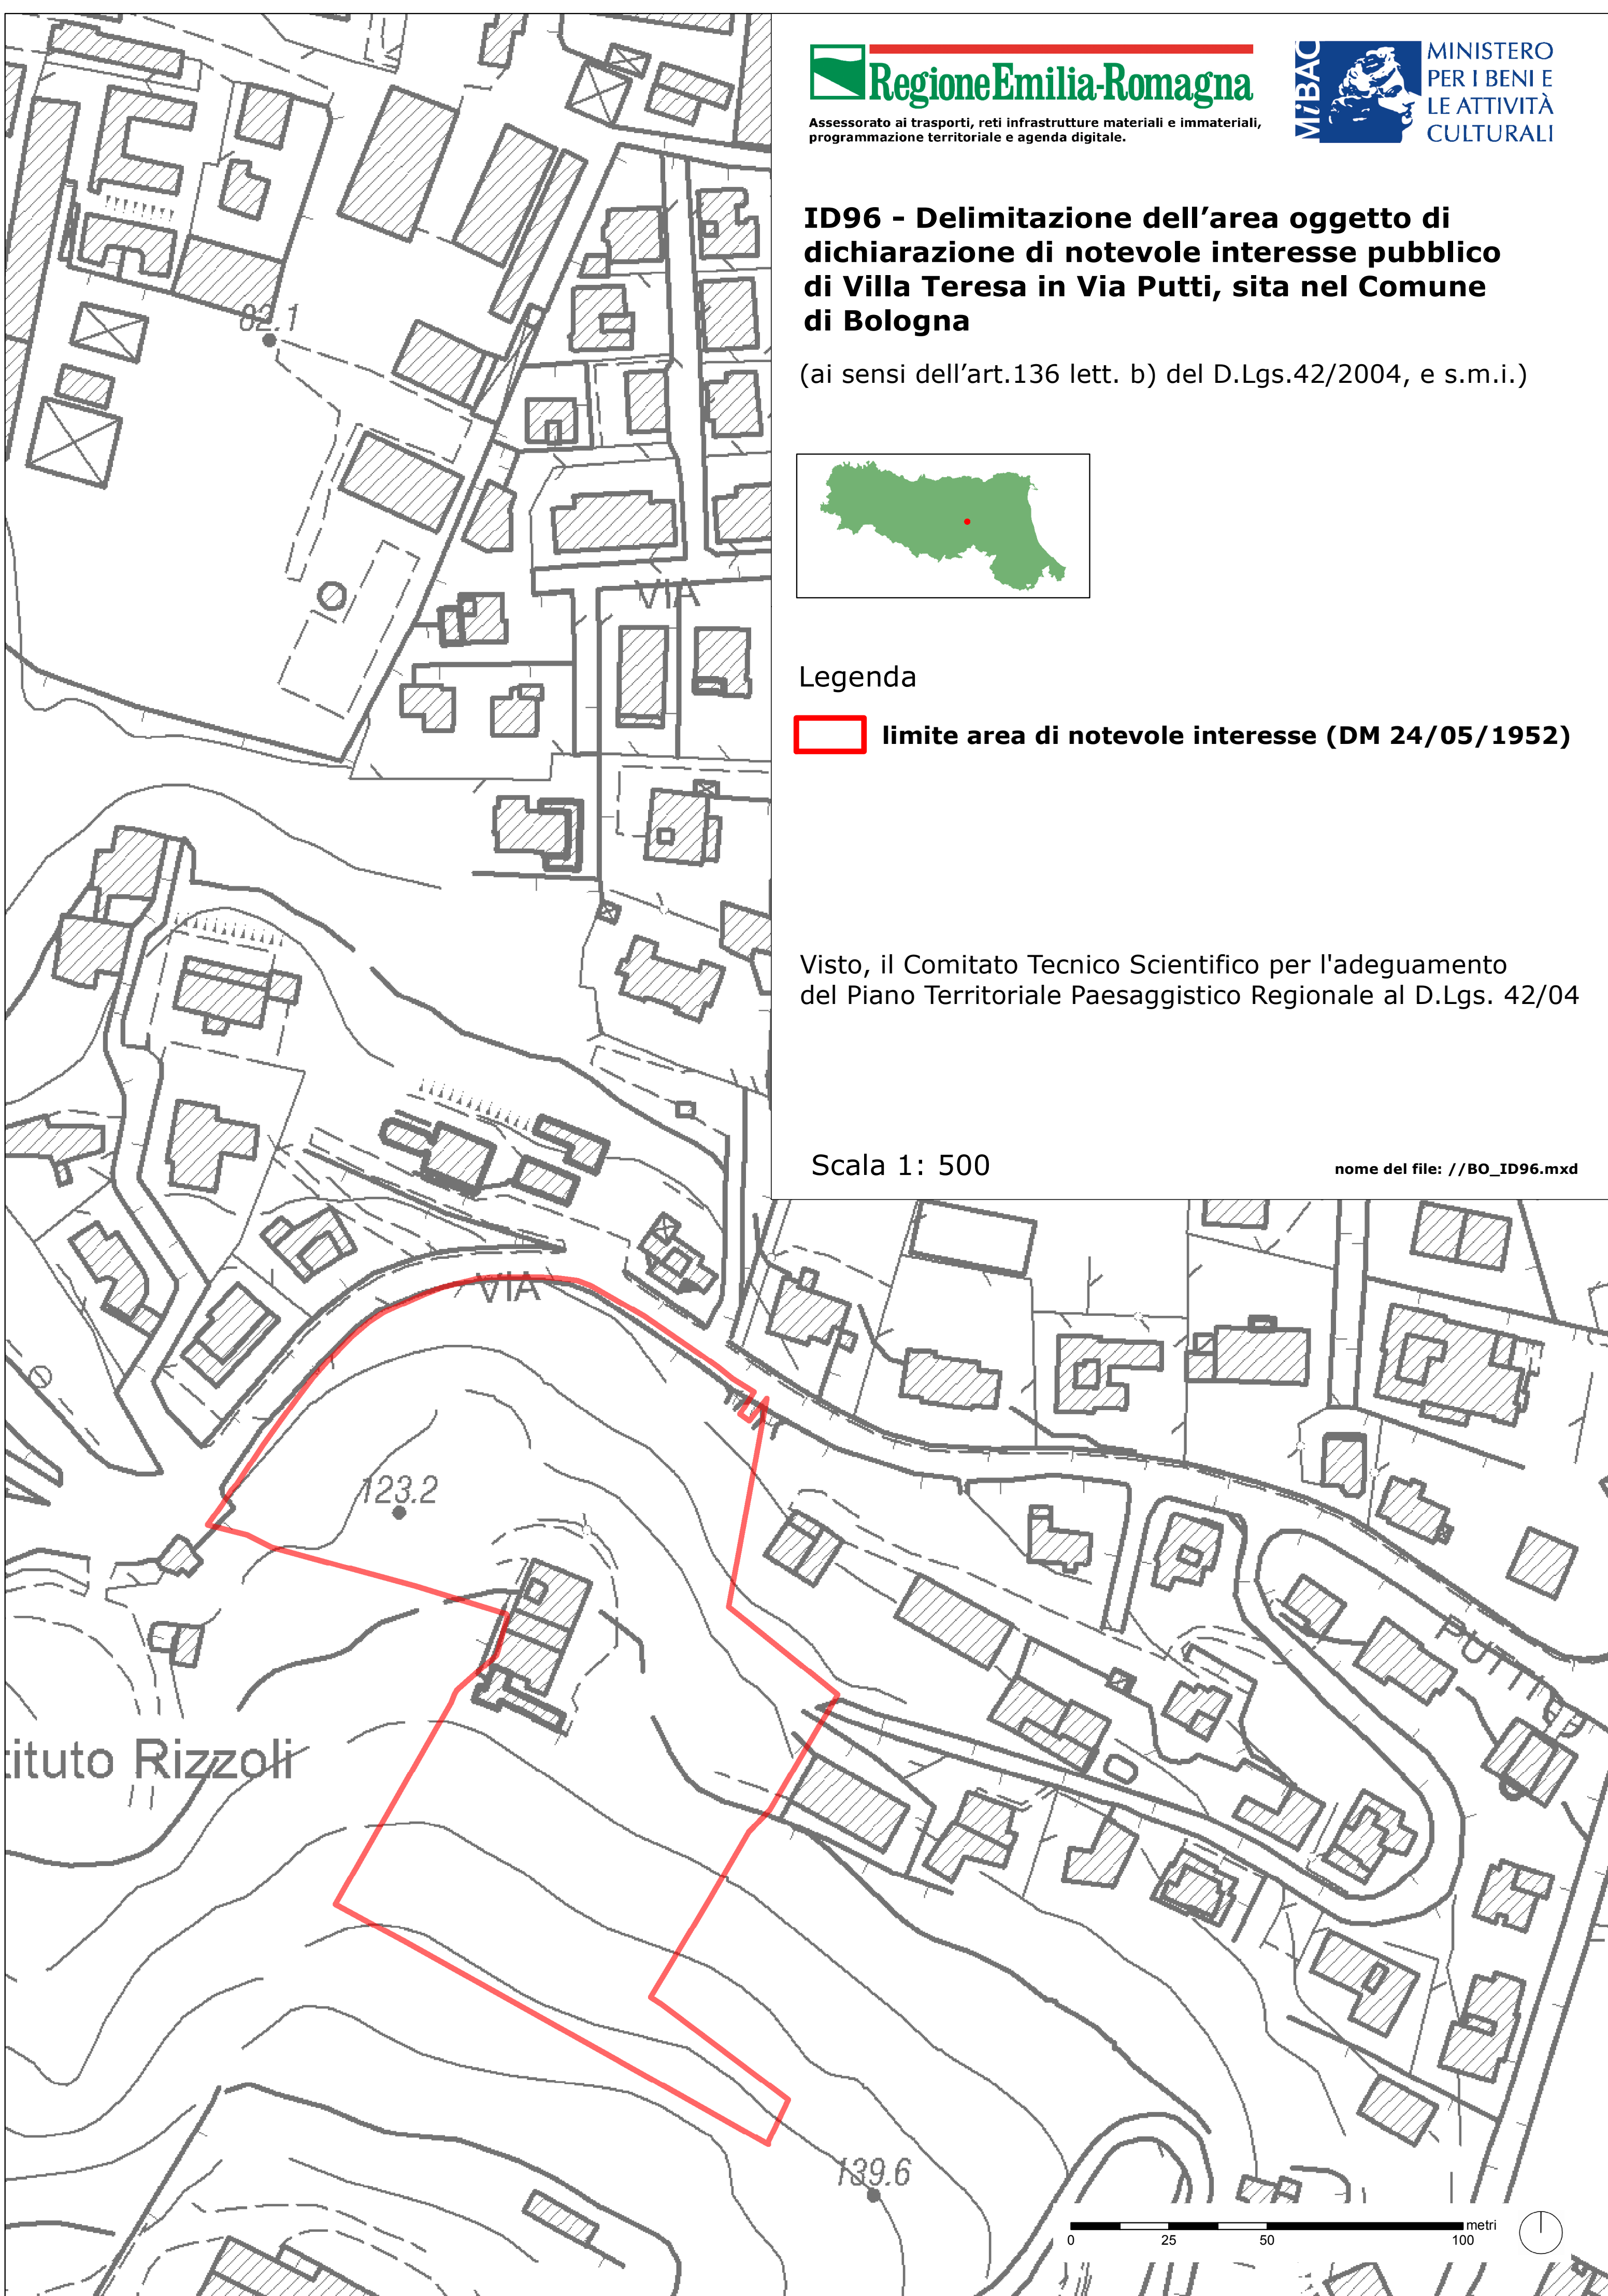 RegioneEmilia-Romagna
Assessorato ai trasporti, reti infrastrutture materiali e immateriali,
programmazione territoriale e agenda digitale.
MiBAC
MINISTERO
PER I BENI E
LE ATTIVITÀ
CULTURALI
ID96 - Delimitazione dell’area oggetto di
dichiarazione di notevole interesse pubblico
di Villa Teresa in Via Putti, sita nel Comune
di Bologna
(ai sensi dell’art.136 lett. b) del D.Lgs.42/2004, e s.m.i.)
Legenda
limite area di notevole interesse (DM 24/05/1952)
Visto, il Comitato Tecnico Scientifico per l'adeguamento
del Piano Territoriale Paesaggistico Regionale al D.Lgs. 42/04
Scala 1: 500
nome del file: //BO_ID96.mxd
82.1
VIA
VIA
123.2
PUTTI
tituto Rizzoli
139.6
metri
0 25 50 100